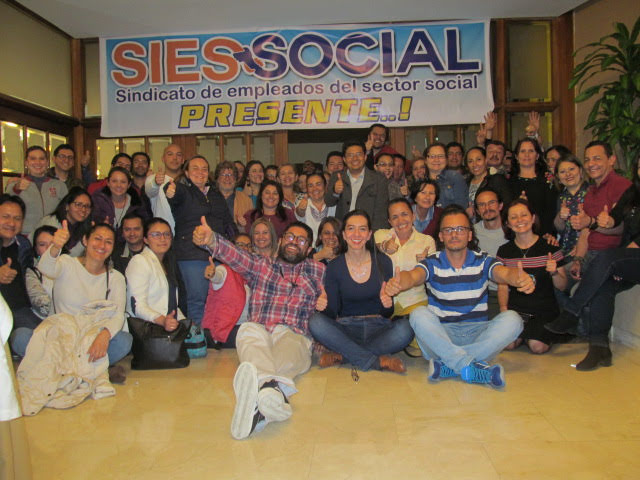 SIES SOCIAL
Sindicato de empleados del sector social
PRESENTE..!